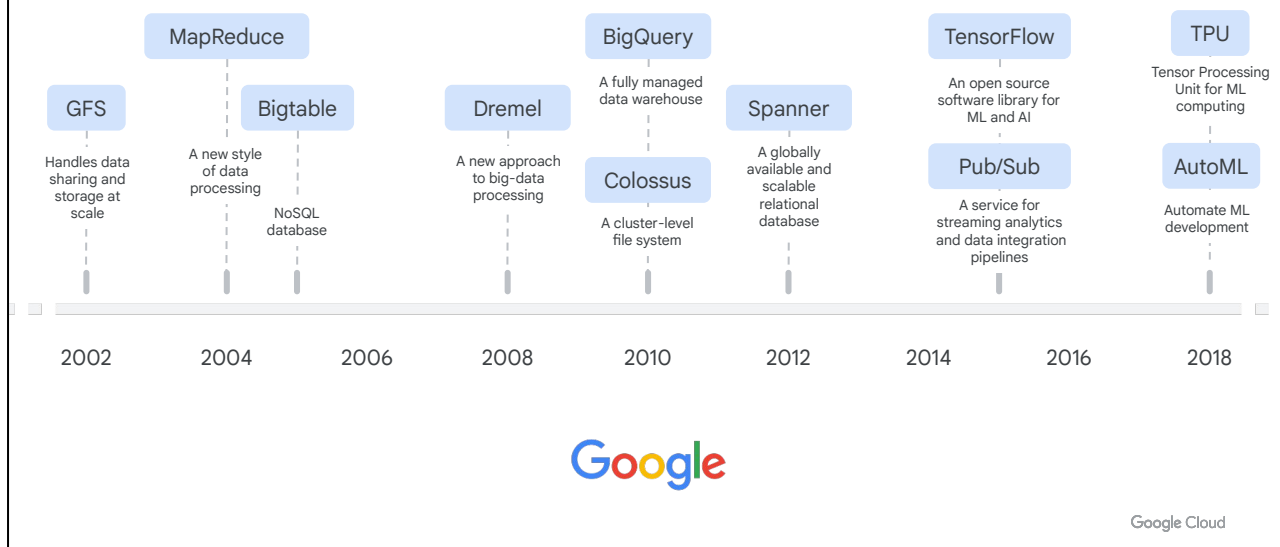 MapReduce
BigQuery
TensorFlow
TPU
GFS
Bigtable
Dremel
Spanner
A fully managed
data warehouse
An open source
software library for
ML and AI
Tensor Processing
Unit for ML
computing
Handles data
sharing and
storage at
scale
A new style
of data
processing
NoSQL
database
A new approach
to big-data
processing
Colossus
A cluster-level
file system
A globally
available and
scalable
relational
database
Pub/Sub
A service for
streaming analytics
and data integration
pipelines
AutoML
Automate ML
development
2002
2004
2006
2008
2010
2012
2014
2016
2018
Google
Google Cloud